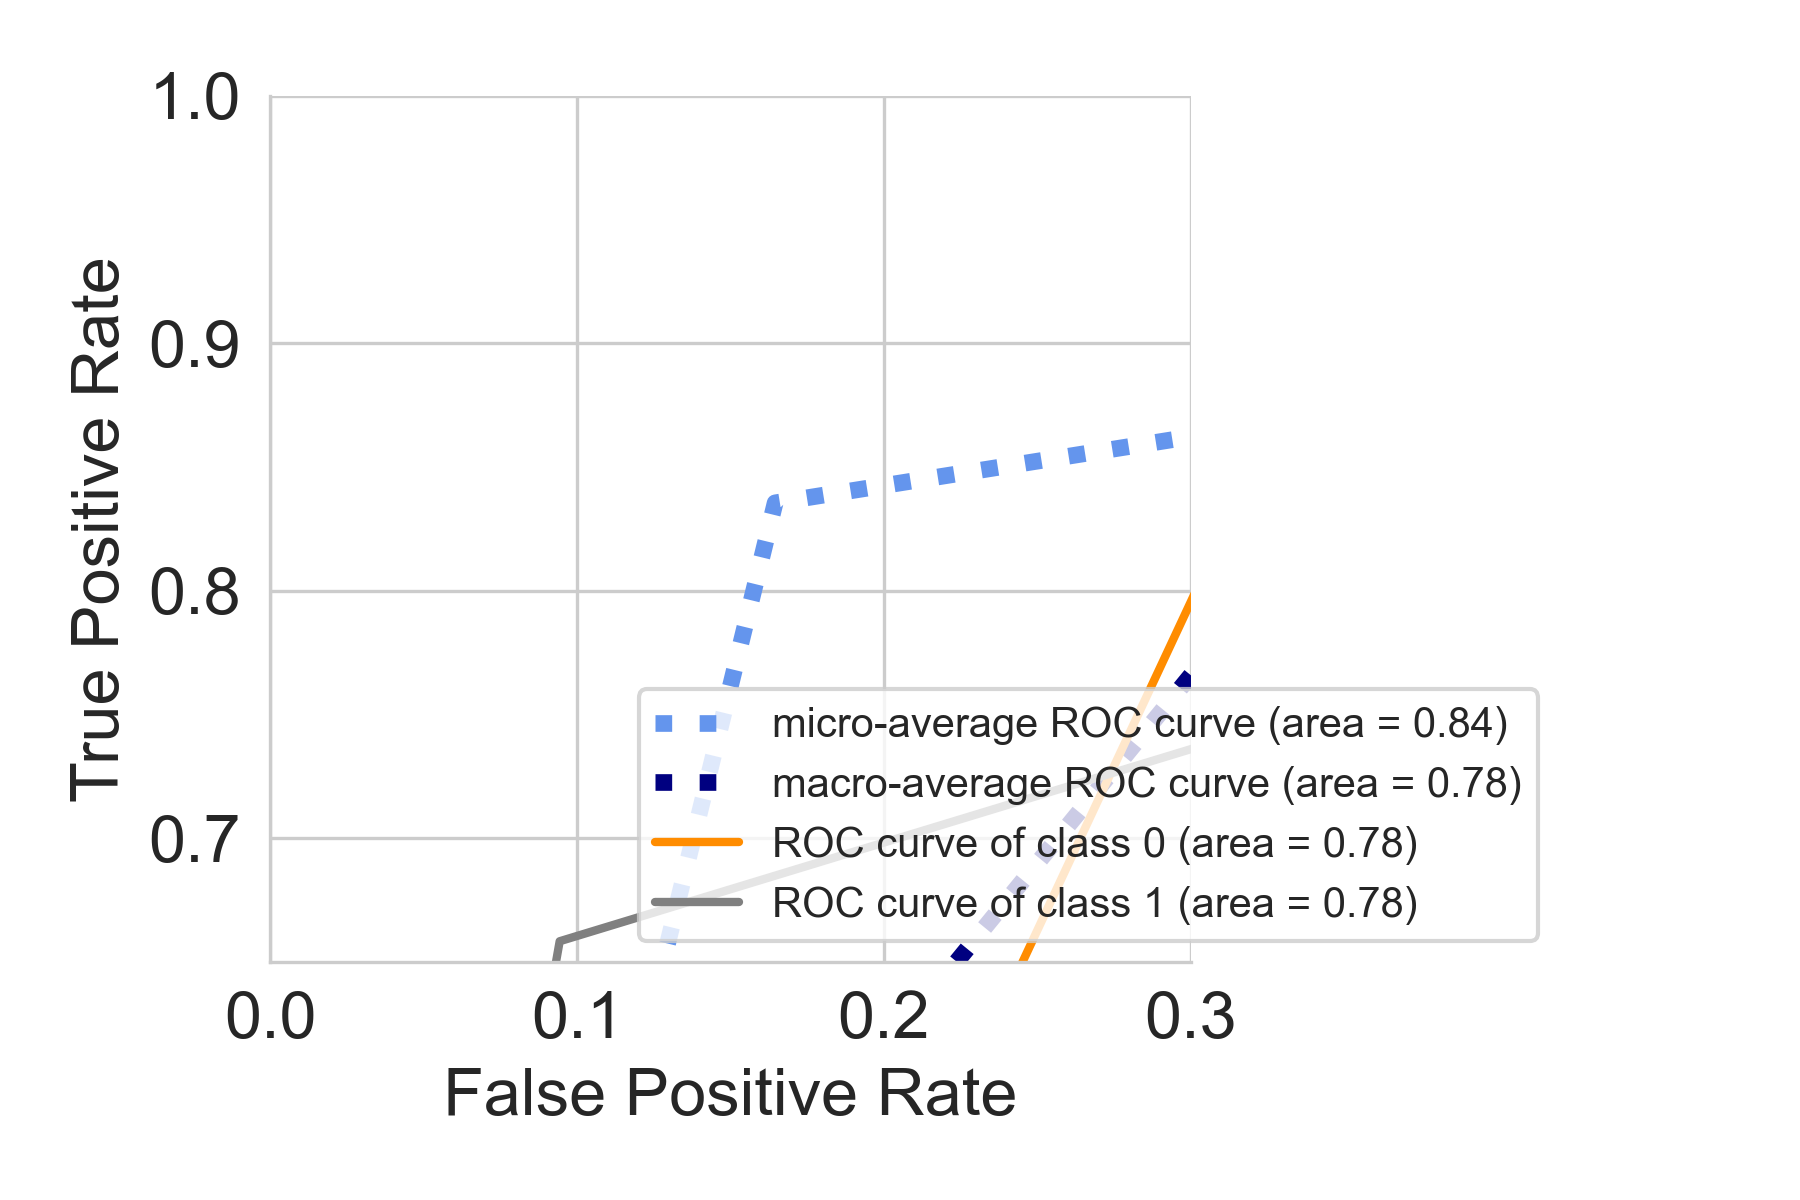 1.0
0.9
0.8
0.7
True Positive Rate
micro-average ROC curve (area = 0.84)
macro-average ROC curve (area = 0.78)
ROC curve of class 0 (area = 0.78)
ROC curve of class 1 (area = 0.78)
0.0 0.1 0.2 0.3
False Positive Rate